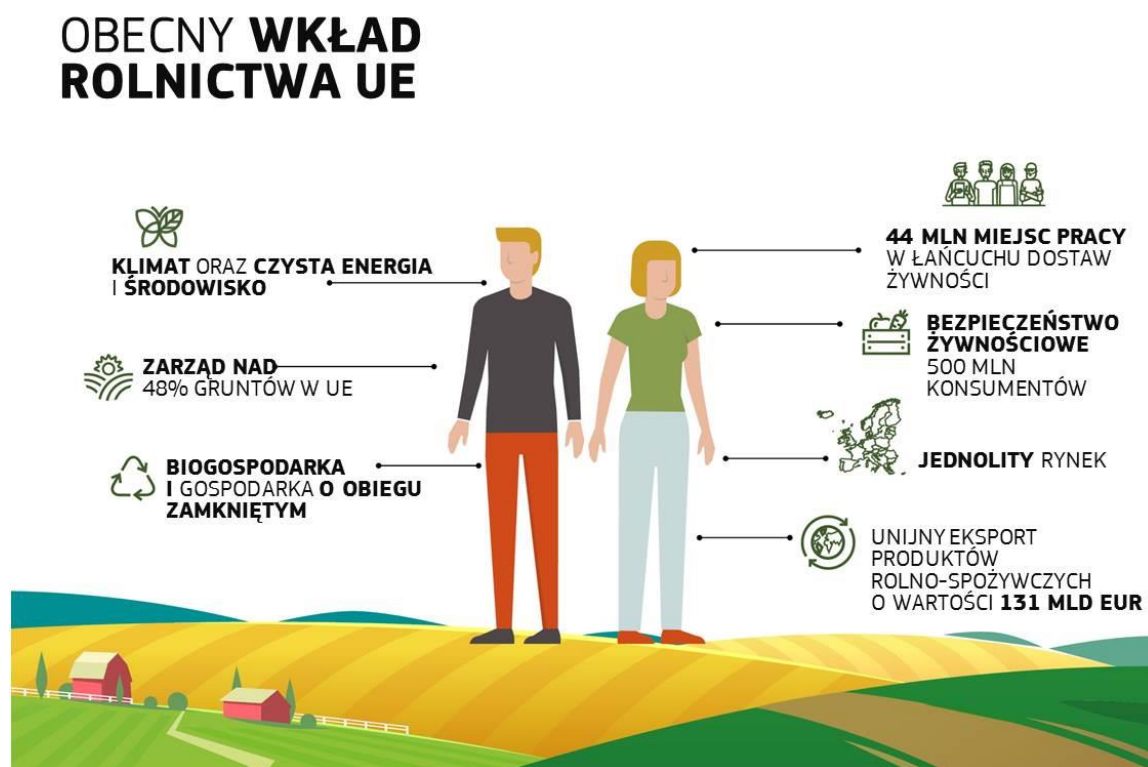 OBECNY WKŁAD
ROLNICTWA UE
KLIMAT ORAZ CZYSTA ENERGIA
I ŚRODOWISKO
ZARZĄD NAD
48% GRUNTÓW W UE
BIOGOSPODARKA
I GOSPODARKA O OBIEGU
ZAMKNIĘTYM
44 MLN MIEJSC PRACY
W ŁAŃCUCHU DOSTAW
ŻYWNOŚCI
BEZPIECZEŃSTWO
ŻYWNOŚCIOWE
500 MLN
KONSUMENTÓW
JEDNOLITY RYNEK
UNIJNY EKSPORT
PRODUKTÓW
ROLNO-SPOŻYWCZYCH
O WARTOŚCI 131 MLD EUR